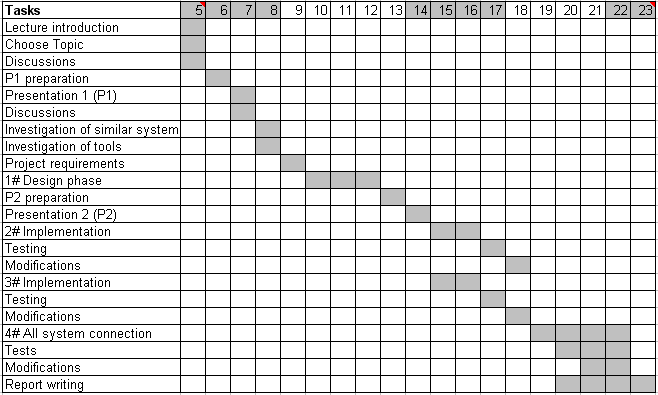 Tasks 5 6 7 8 9 10 11 12 13 14 15 16 17 18 19 20 21 22 23
Lecture introduction
Choose Topic
Discussions
P1 preparation
Presentation 1 (P1)
Discussions
Investigation of similar system
Investigation of tools
Project requirements
1# Design phase
P2 preparation
Presentation 2 (P2)
2# Implementation
Testing
Modifications
3# Implementation
Testing
Modifications
4# All system connection
Tests
Modifications
Report writing